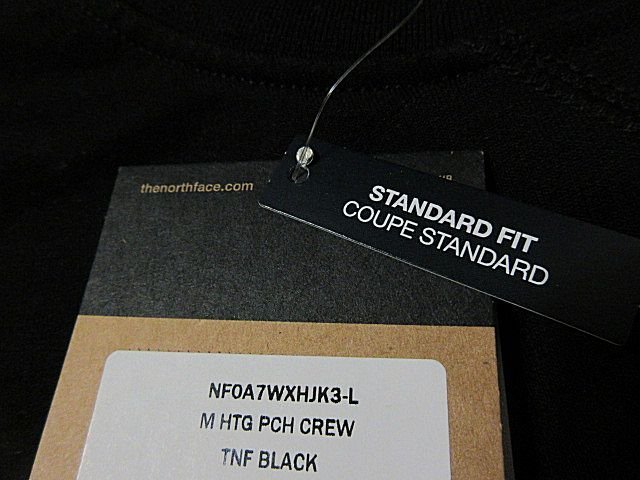 thenorthface.com
STANDARD FIT
COUPE STANDARD
NF0A7WXHJK3-L
M HTG PCH CREW
TNF BLACK